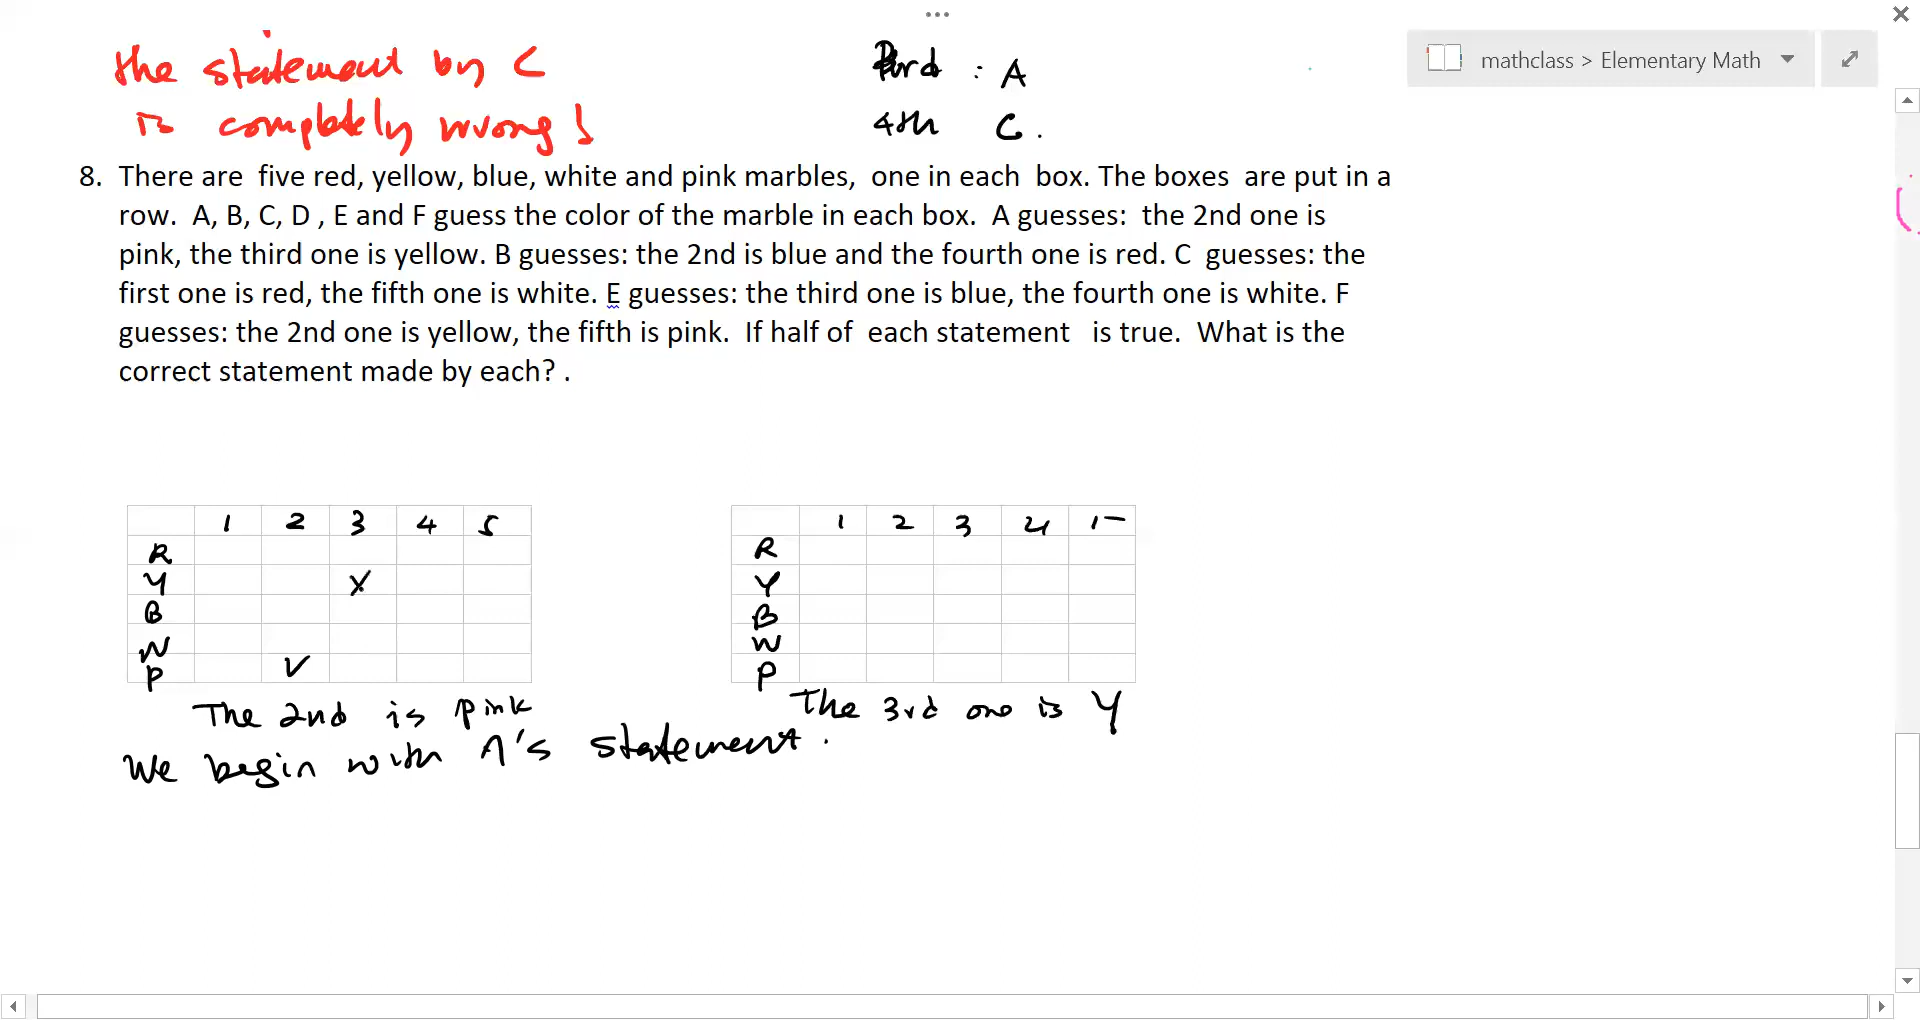 the statement by C
is completely wrong!
3rd : A
4th C.
mathclass > Elementary Math
8. There are five red, yellow, blue, white and pink marbles, one in each box. The boxes are put in a
row. A, B, C, D , E and F guess the color of the marble in each box. A guesses: the 2nd one is
pink, the third one is yellow. B guesses: the 2nd is blue and the fourth one is red. C guesses: the
first one is red, the fifth one is white. E guesses: the third one is blue, the fourth one is white. F
guesses: the 2nd one is yellow, the fifth is pink. If half of each statement is true. What is the
correct statement made by each? .
1 2 3 4 5
R
Y X
B
W
P V
The 2nd is pink
1 2 3 4 5
R
Y
B
W
P
The 3rd one is Y
We begin with A's statement.